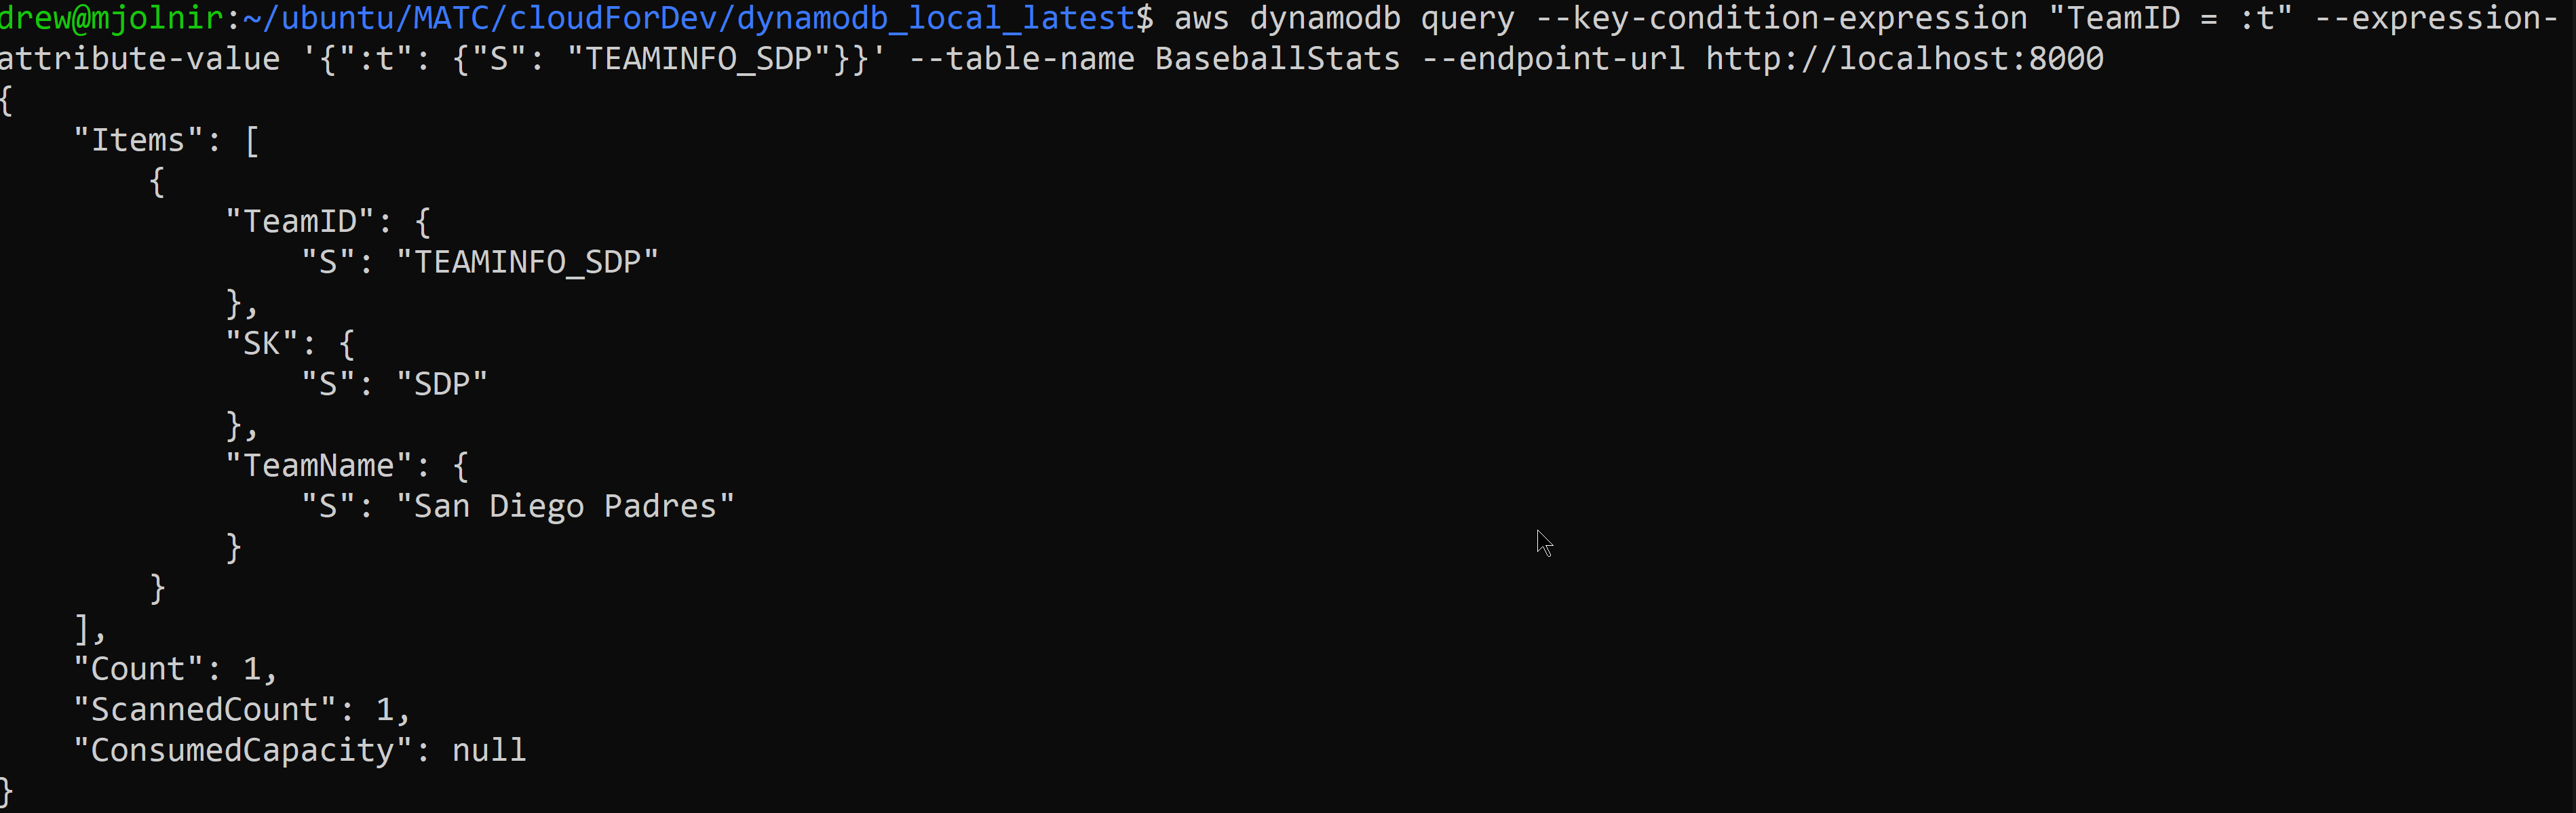 drew@mjolnir:~/ubuntu/MATC/cloudForDev/dynamodb_local_latest$ aws dynamodb query --key-condition-expression "TeamID = :t" --expression-
attribute-value '{":t": {"S": "TEAMINFO_SDP"}}' --table-name BaseballStats --endpoint-url http://localhost:8000
{
    "Items": [
        {
            "TeamID": {
                "S": "TEAMINFO_SDP"
            },
            "SK": {
                "S": "SDP"
            },
            "TeamName": {
                "S": "San Diego Padres"
            }
        }
    ],
    "Count": 1,
    "ScannedCount": 1,
    "ConsumedCapacity": null
}